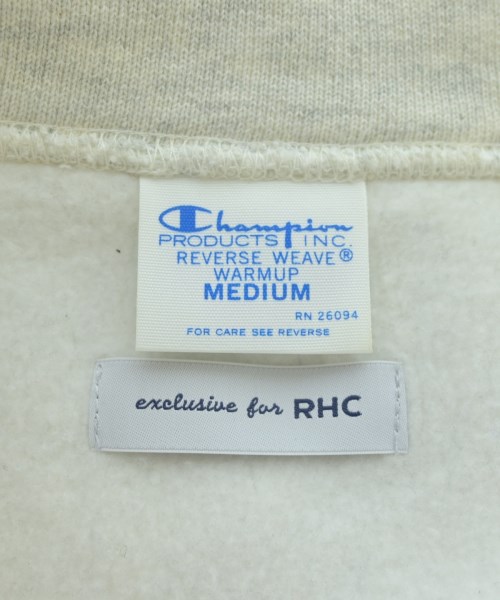 Champion
PRODUCTS INC.
REVERSE WEAVE®
WARMUP
MEDIUM
RN 26094
FOR CARE SEE REVERSE
exclusive for RHC